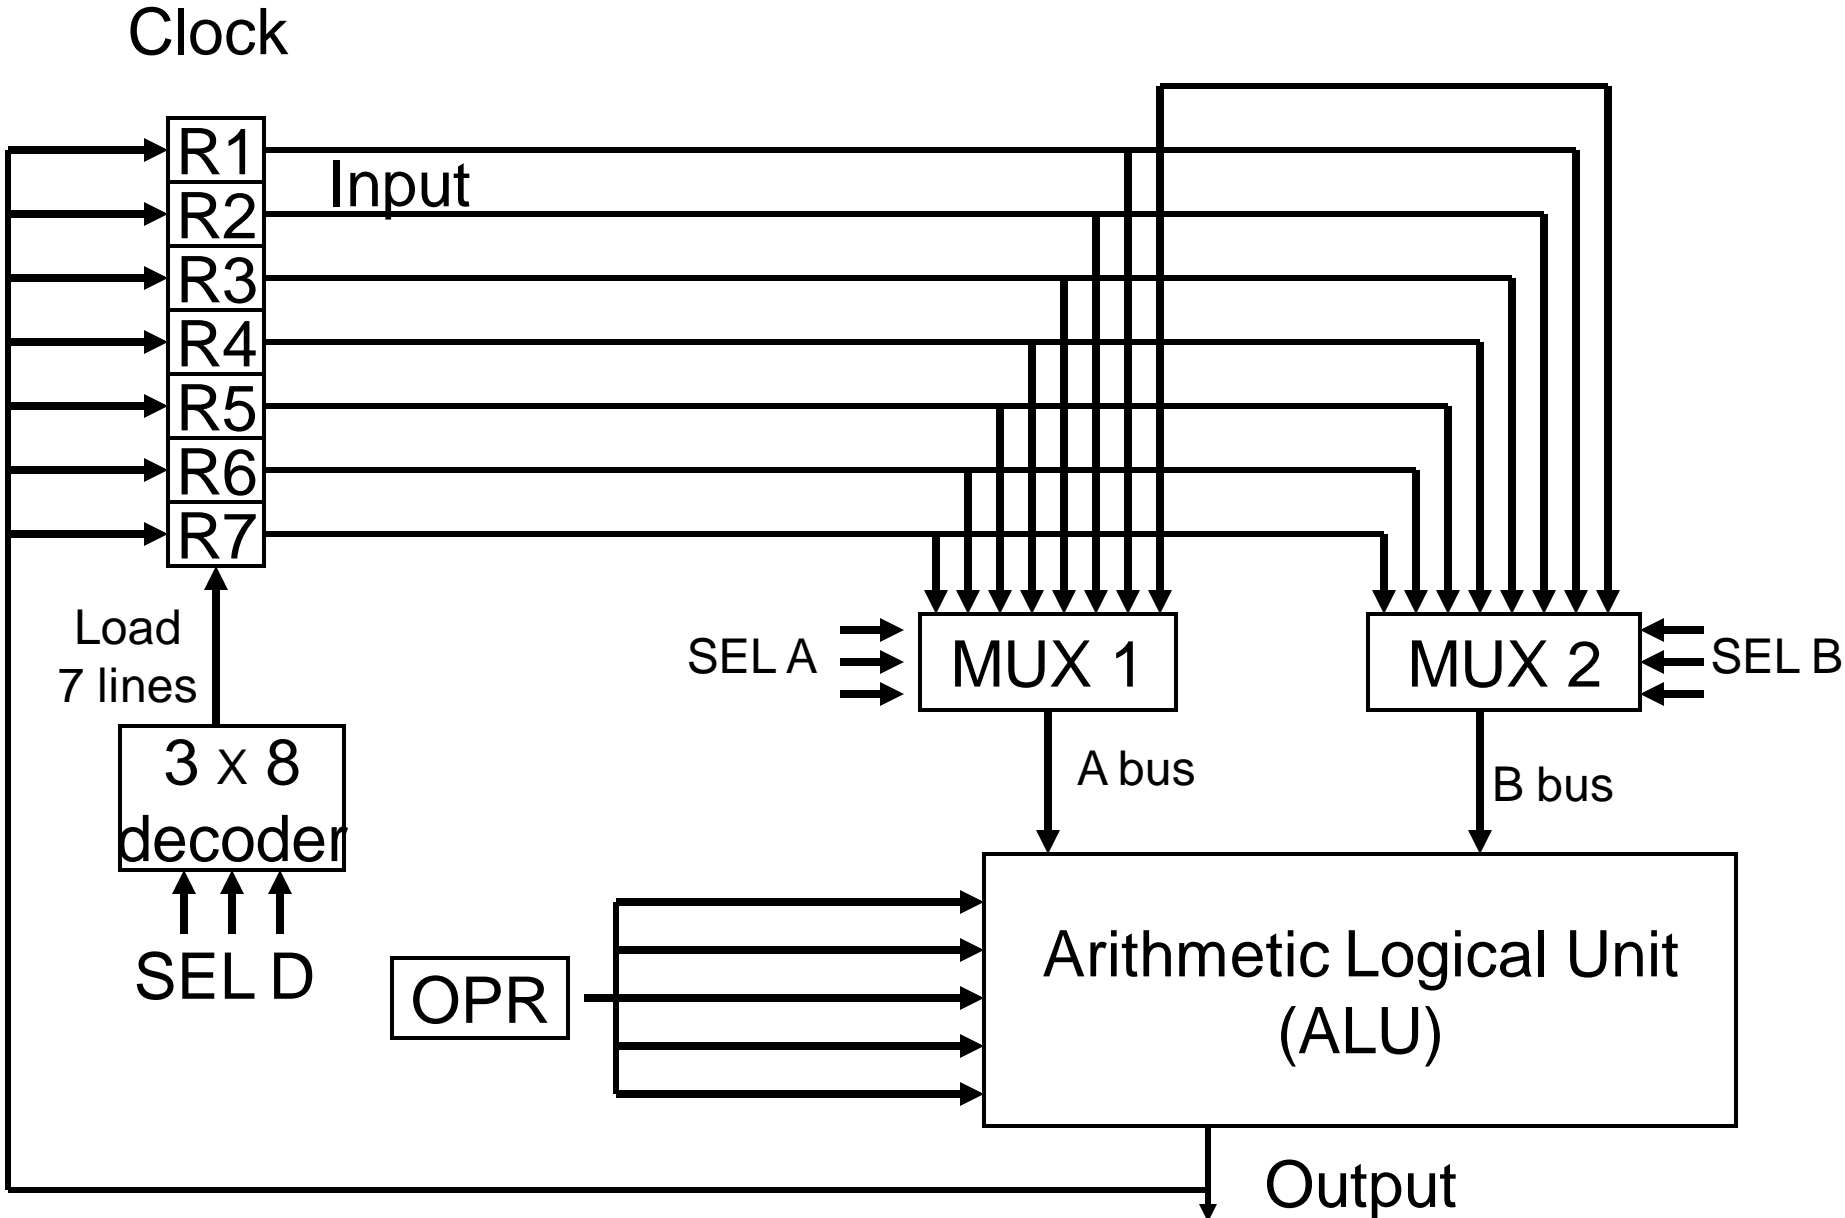 Clock
R1
Input
R2
R3
R4
R5
R6
R7
Load
7 lines
SEL A
MUX 1
MUX 2
SEL B
3 X 8
decoder
A bus
B bus
SEL D
OPR
Arithmetic Logical Unit
(ALU)
Output